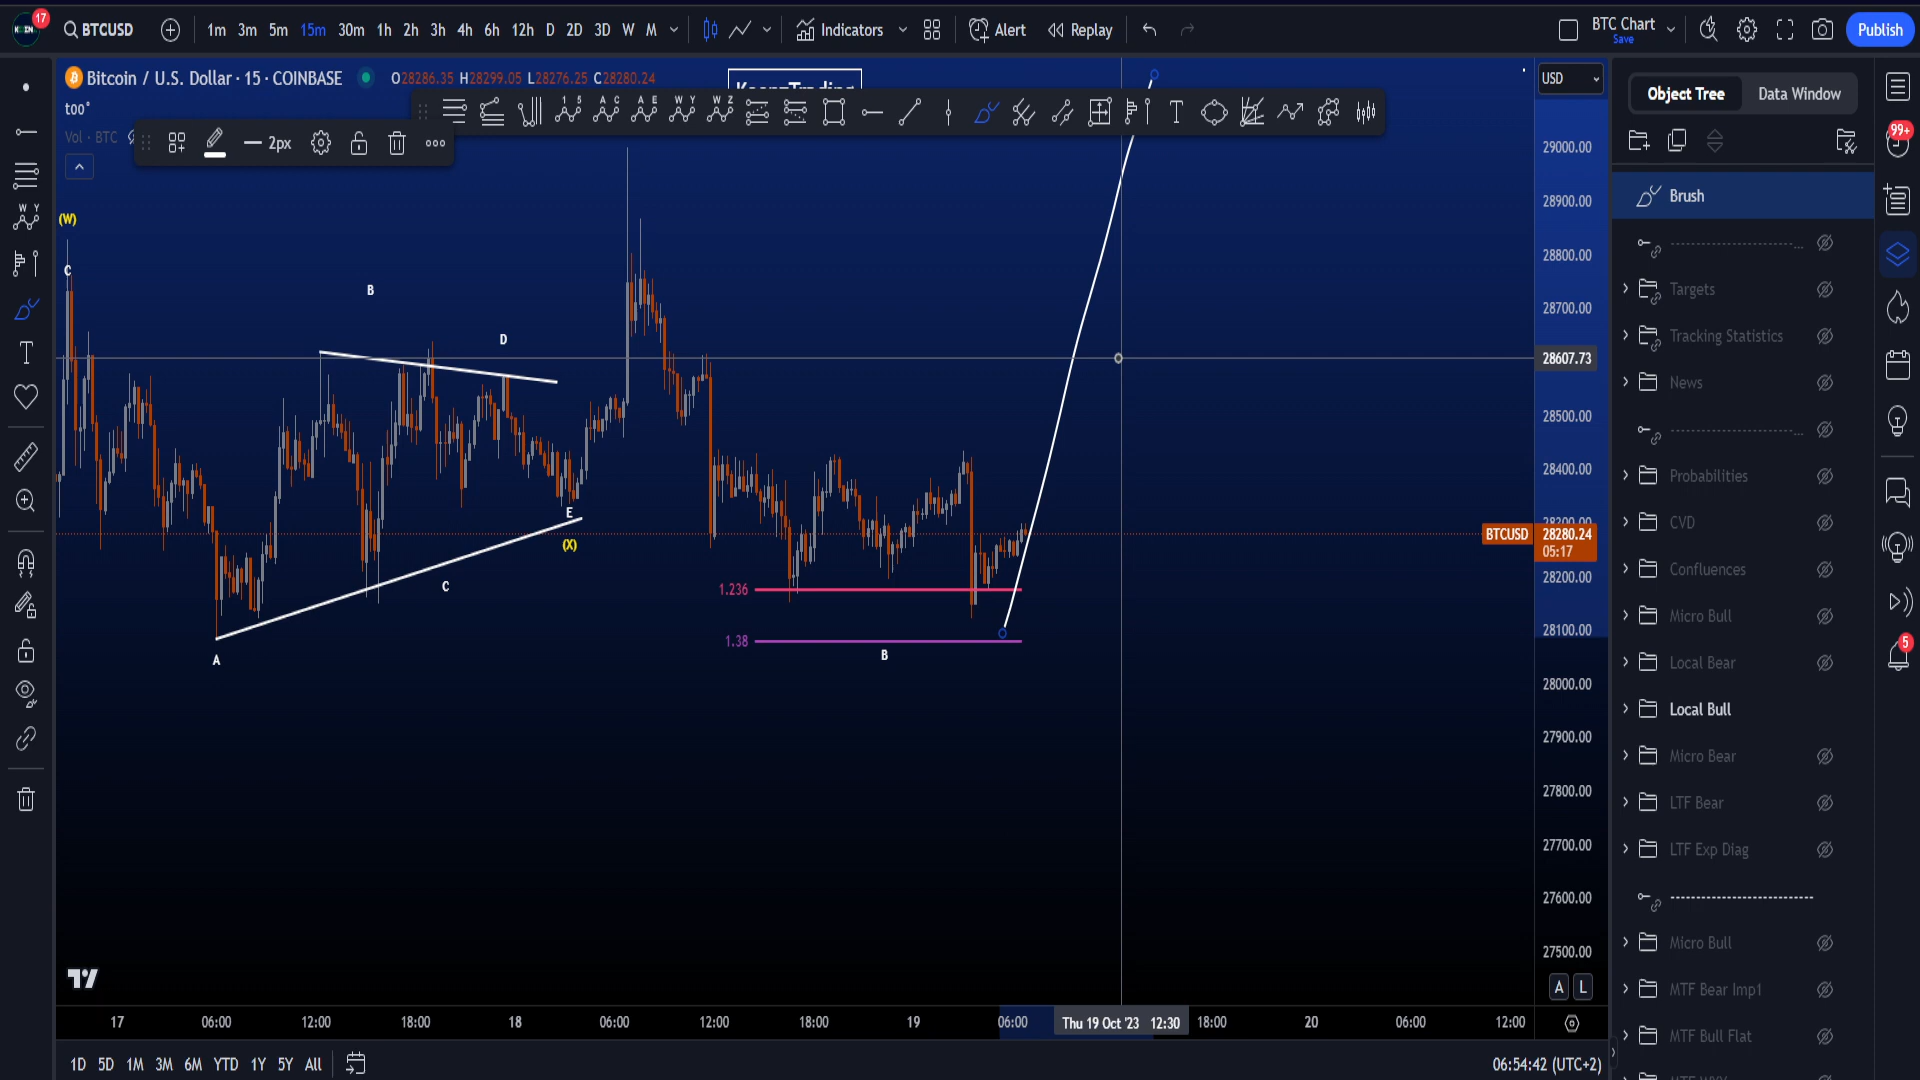 17
BTCUSD
1m 3m 5m 15m 30m 1h 2h 3h 4h 6h 12h D 2D 3D W M
Indicators
Alert
Replay
BTC Chart
Save
Publish
Bitcoin / U.S. Dollar · 15 · COINBASE
O28286.35 H28299.05 L28276.25 C28280.24
USD
Object Tree
Data Window
Vol · BTC
2px
29000.00
28900.00
28800.00
28700.00
28607.73
28500.00
28400.00
28300.00
BTCUSD 28280.24
05:17
28200.00
28100.00
28000.00
27900.00
27800.00
27700.00
27600.00
27500.00
A L
(W)
C
B
D
E
(X)
C
A
1.236
1.38
B
Brush
Targets
Tracking Statistics
News
Probabilities
CVD
Confluences
Micro Bull
Local Bear
Local Bull
Micro Bear
LTF Bear
LTF Exp Diag
Micro Bull
MTF Bear Imp1
MTF Bull Flat
99+
5
17 06:00 12:00 18:00 18 06:00 12:00 18:00 19 06:00 Thu 19 Oct '23 12:30 18:00 20 06:00 12:00
1D 5D 1M 3M 6M YTD 1Y 5Y All
06:54:42 (UTC+2)